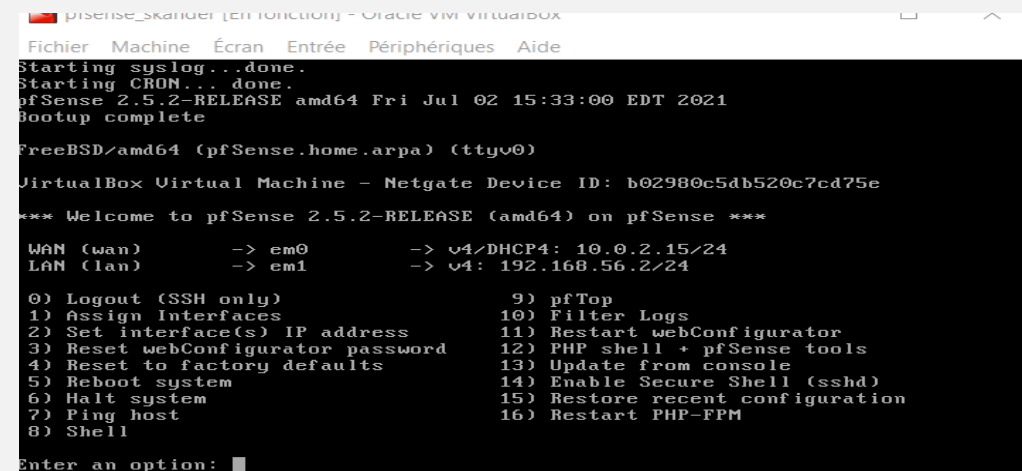 pfsense_skander [En fonction] - Oracle VM VirtualBox
Fichier Machine Écran Entrée Périphériques Aide
Starting syslog...done.
Starting CRON... done.
pfSense 2.5.2-RELEASE amd64 Fri Jul 02 15:33:00 EDT 2021
Bootup complete
FreeBSD/amd64 (pfSense.home.arpa) (ttyv0)
VirtualBox Virtual Machine - Netgate Device ID: b02980c5db520c7cd75e
*** Welcome to pfSense 2.5.2-RELEASE (amd64) on pfSense ***
WAN (wan) -> em0 -> v4/DHCP4: 10.0.2.15/24
LAN (lan) -> em1 -> v4: 192.168.56.2/24
0) Logout (SSH only) 9) pfTop
1) Assign Interfaces 10) Filter Logs
2) Set interface(s) IP address 11) Restart webConfigurator
3) Reset webConfigurator password 12) PHP shell + pfSense tools
4) Reset to factory defaults 13) Update from console
5) Reboot system 14) Enable Secure Shell (sshd)
6) Halt system 15) Restore recent configuration
7) Ping host 16) Restart PHP-FPM
8) Shell
Enter an option: